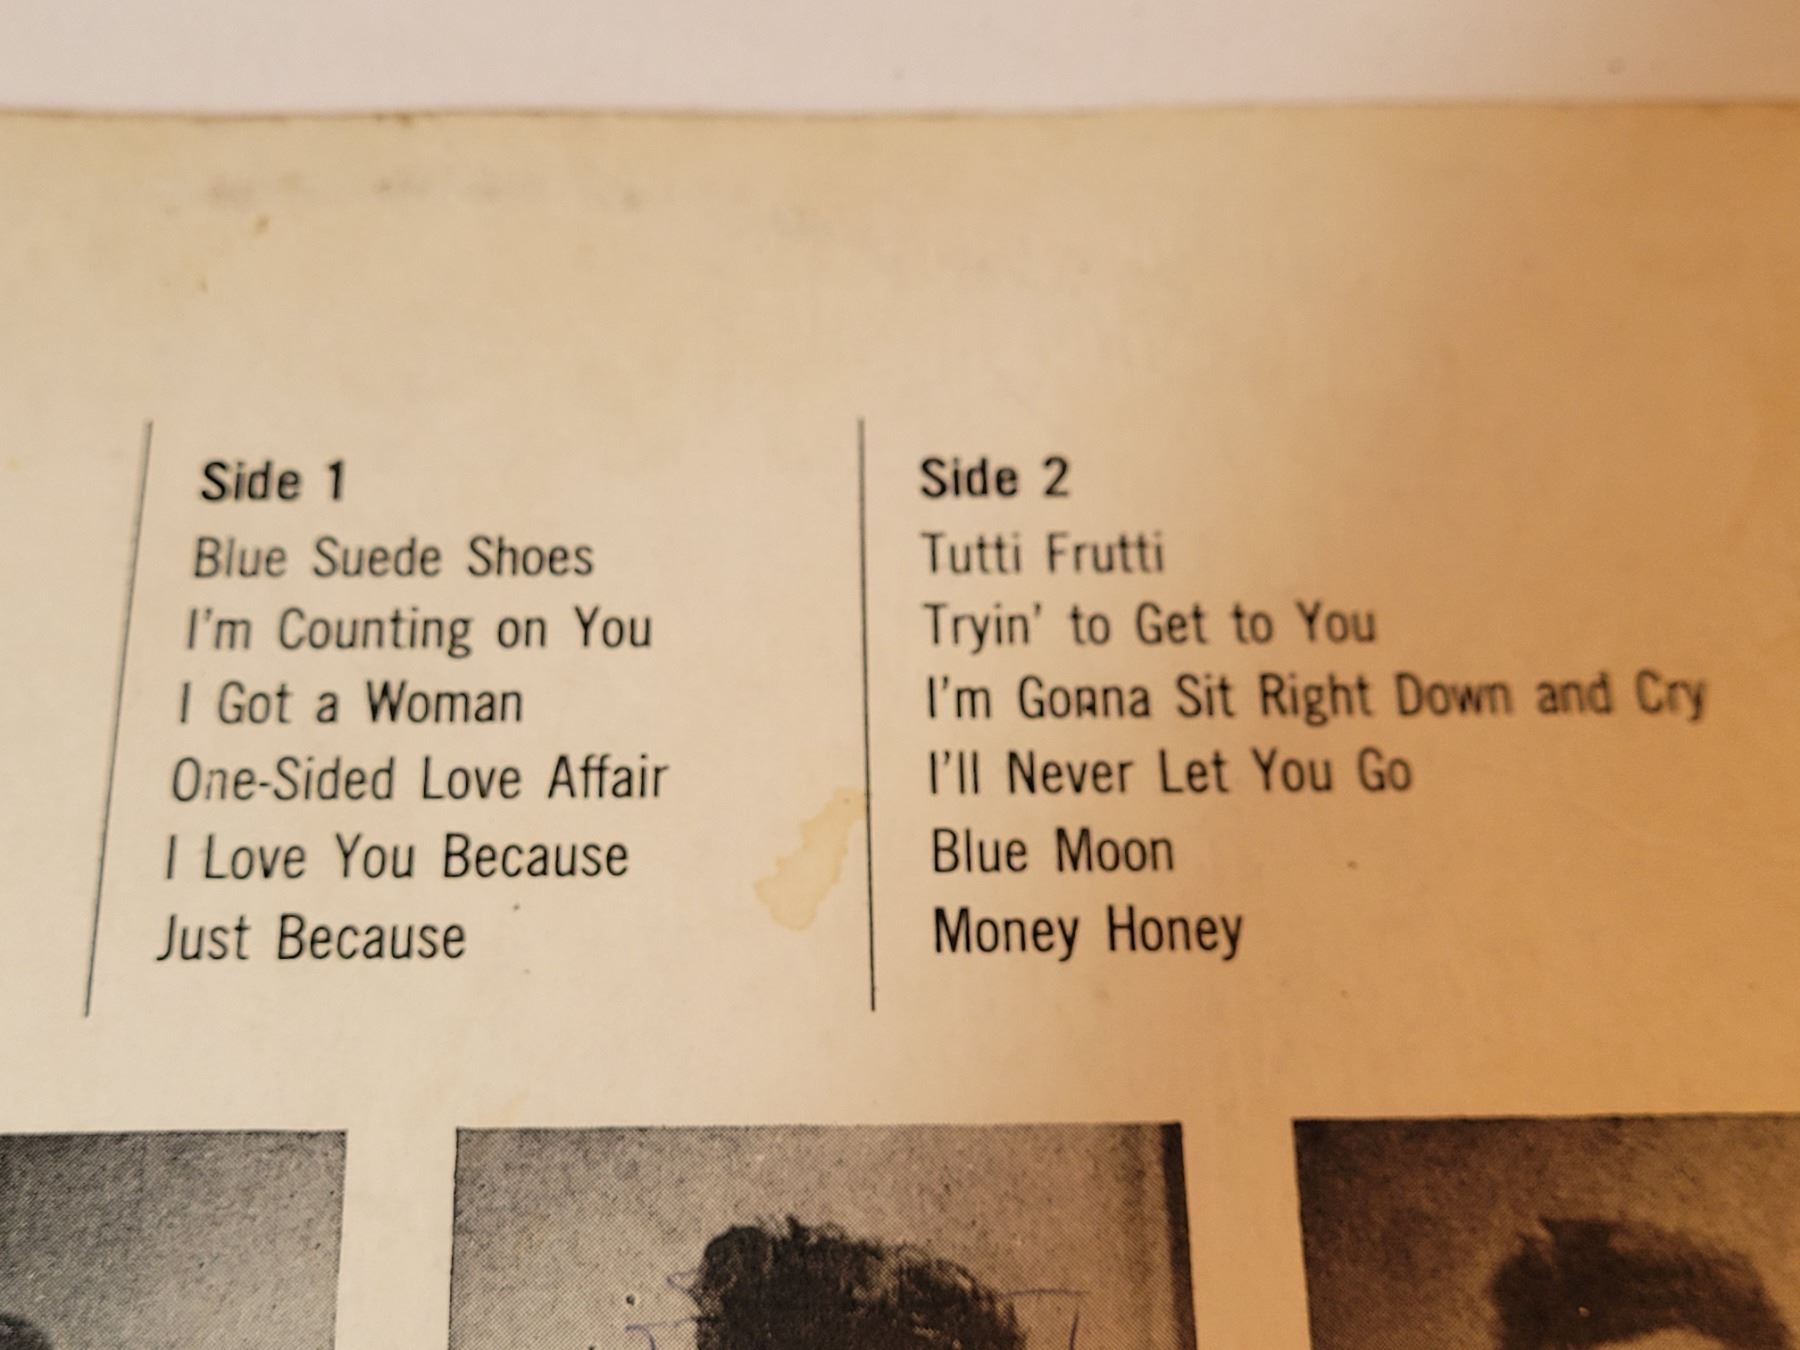 Side 1
Blue Suede Shoes
I'm Counting on You
I Got a Woman
One-Sided Love Affair
I Love You Because
Just Because
Side 2
Tutti Frutti
Tryin' to Get to You
I'm Gonna Sit Right Down and Cry
I'll Never Let You Go
Blue Moon
Money Honey